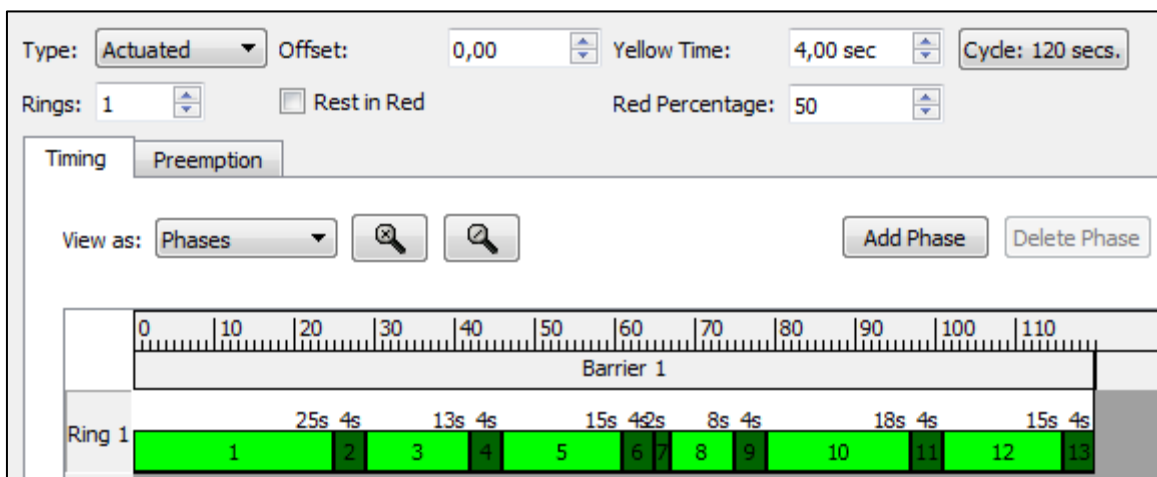 Type: Actuated Offset: 0,00 Yellow Time: 4,00 sec Cycle: 120 secs.
Rings: 1 Rest in Red Red Percentage: 50
Timing Preemption
View as: Phases Add Phase Delete Phase
0 10 20 30 40 50 60 70 80 90 100 110
Barrier 1
25s 4s 13s 4s 15s 4s 2s 8s 4s 18s 4s 15s 4s
Ring 1 1 2 3 4 5 6 7 8 9 10 11 12 13